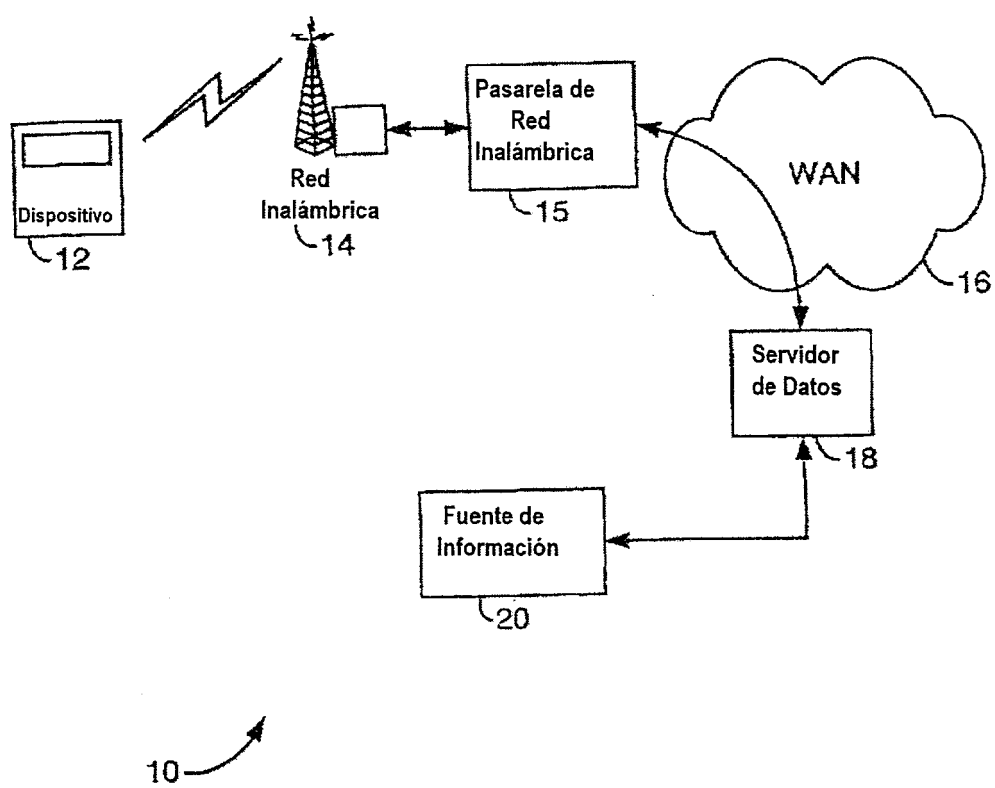 Pasarela de
Red
Inalámbrica
15
WAN
16
Dispositivo
12
Red
Inalámbrica
14
Servidor
de Datos
18
Fuente de
Información
20
10